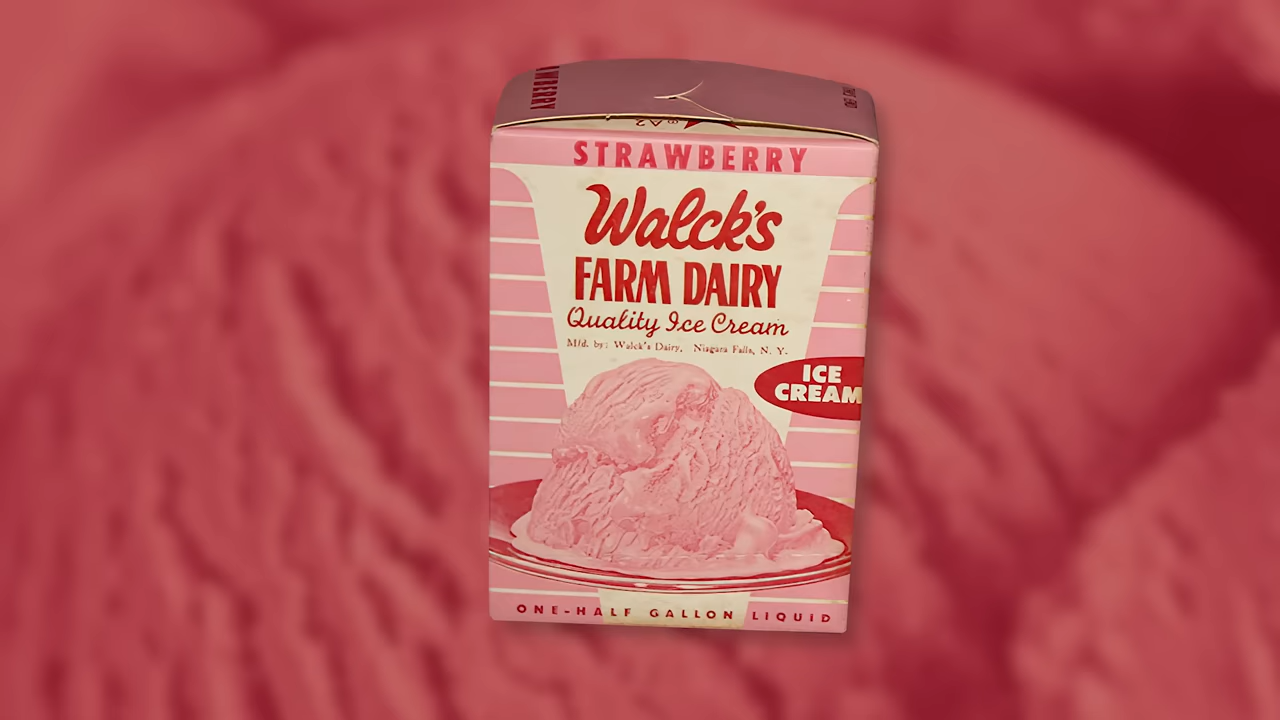 STRAWBERRY
Walck's
FARM DAIRY
Quality Ice Cream
Mfd. by: Walck's Dairy, Niagara Falls, N. Y.
ICE
CREAM
ONE-HALF GALLON LIQUID